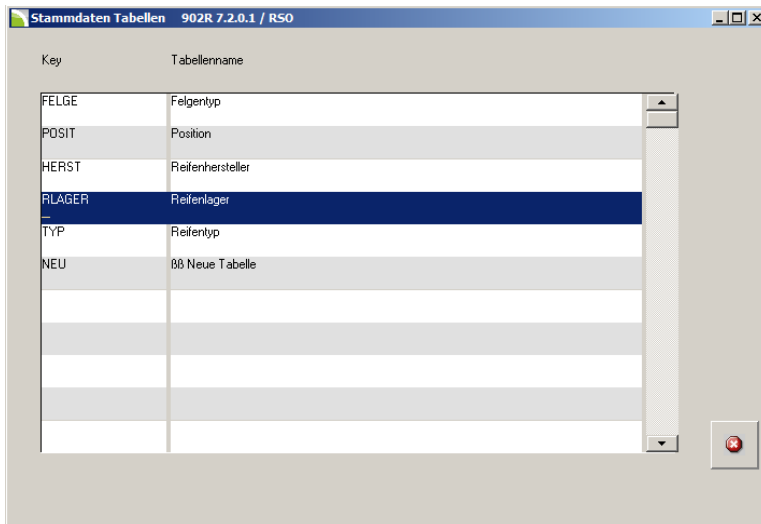 Stammdaten Tabellen 902R 7.2.0.1 / RSO
Key Tabellenname
FELGE Felgentyp
POSIT Position
HERST Reifenhersteller
RLAGER Reifenlager
TYP Reifentyp
NEU ßß Neue Tabelle